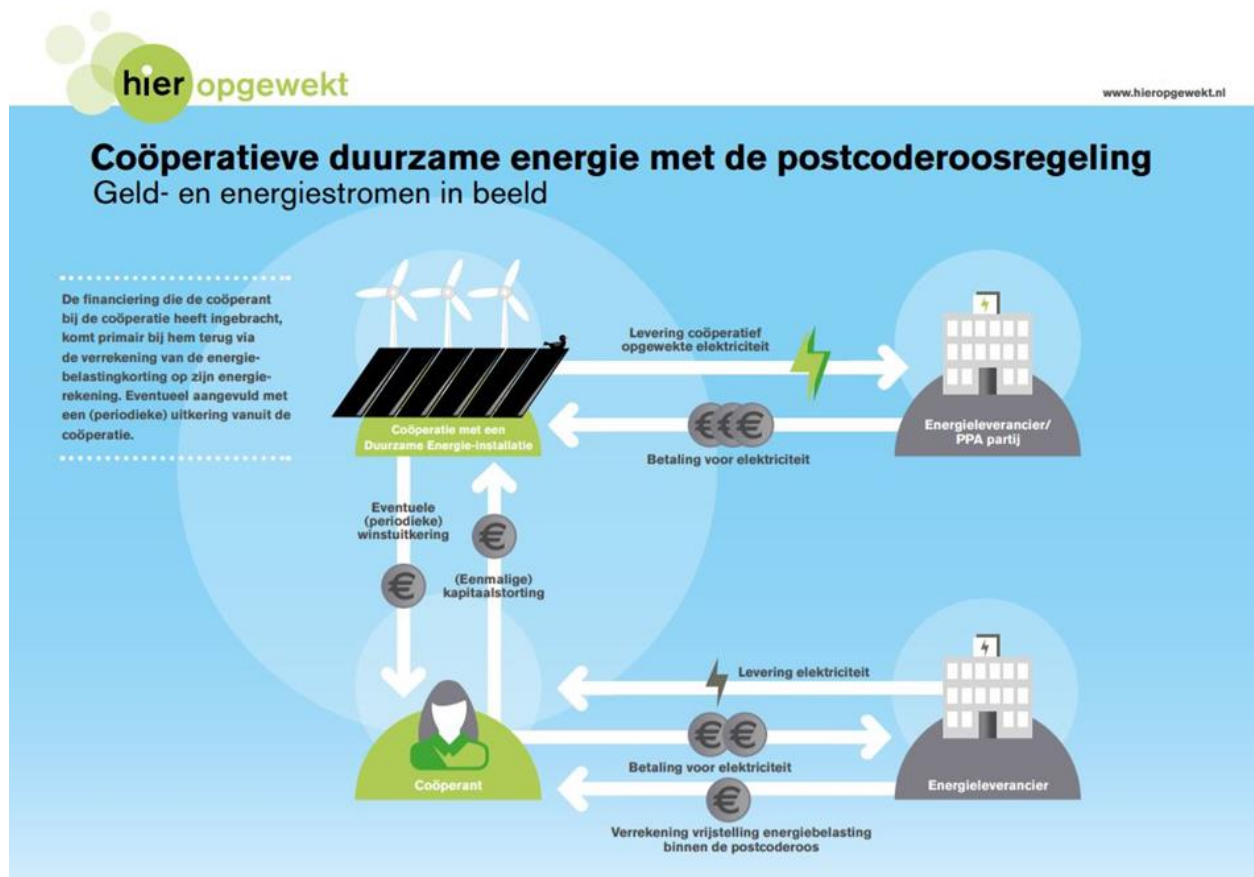 hier opgewekt
www.hieropgewekt.nl
Coöperatieve duurzame energie met de postcoderoosregeling
Geld- en energiestromen in beeld
De financiering die de coöperant
bij de coöperatie heeft ingebracht,
komt primair bij hem terug via
de verrekening van de energie-
belastingkorting op zijn energie-
rekening. Eventueel aangevuld met
een (periodieke) uitkering vanuit de
coöperatie.
Coöperatie met een
Duurzame Energie-installatie
Levering coöperatief
opgewekte elektriciteit
€€€
Betaling voor elektriciteit
Energieleverancier/
PPA partij
Eventuele
(periodieke)
winstuitkering
€
€
(Eenmalige)
kapitaalstorting
Coöperant
Levering elektriciteit
€€
Betaling voor elektriciteit
€
Verrekening vrijstelling energiebelasting
binnen de postcoderoos
Energieleverancier